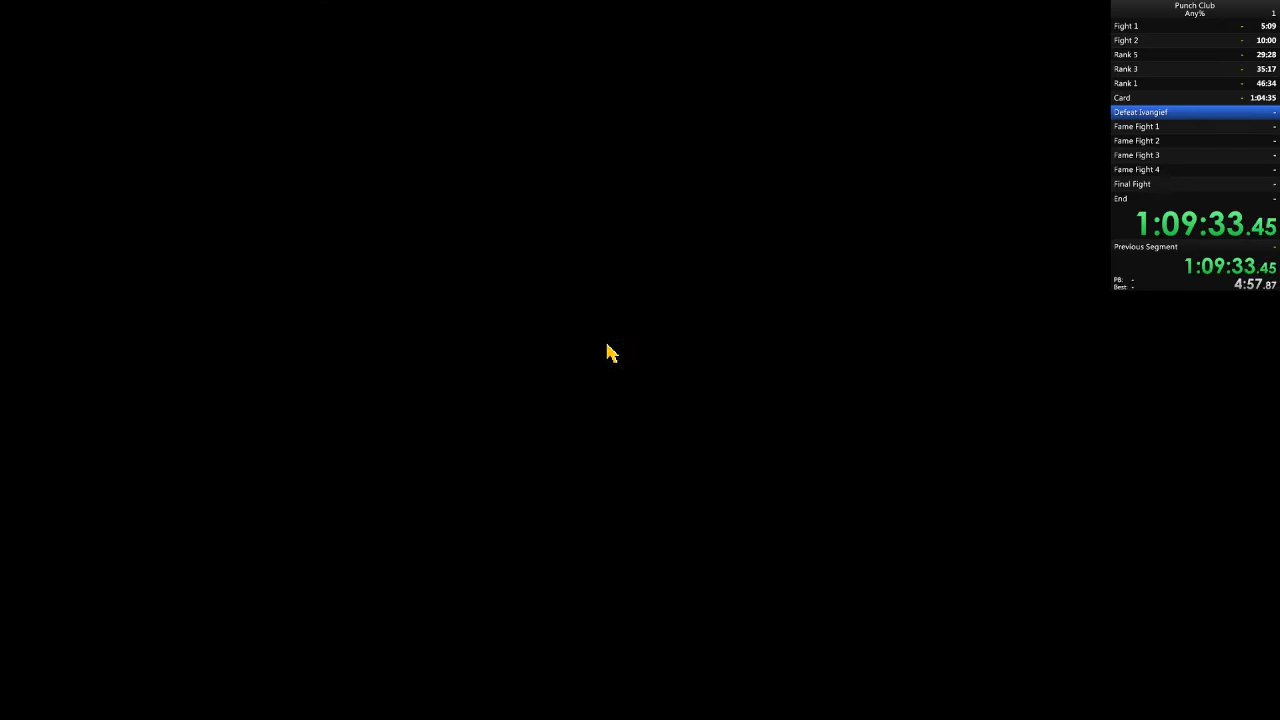 Punch Club
Any% 1
Fight 1 - 5:09
Fight 2 - 10:00
Rank 5 - 29:28
Rank 3 - 35:17
Rank 1 - 46:34
Card - 1:04:35
Defeat Ivangief -
Fame Fight 1 -
Fame Fight 2 -
Fame Fight 3 -
Fame Fight 4 -
Final Fight -
End -
1:09:33.45
Previous Segment -
1:09:33.45
PB: -
Best: - 4:57.87